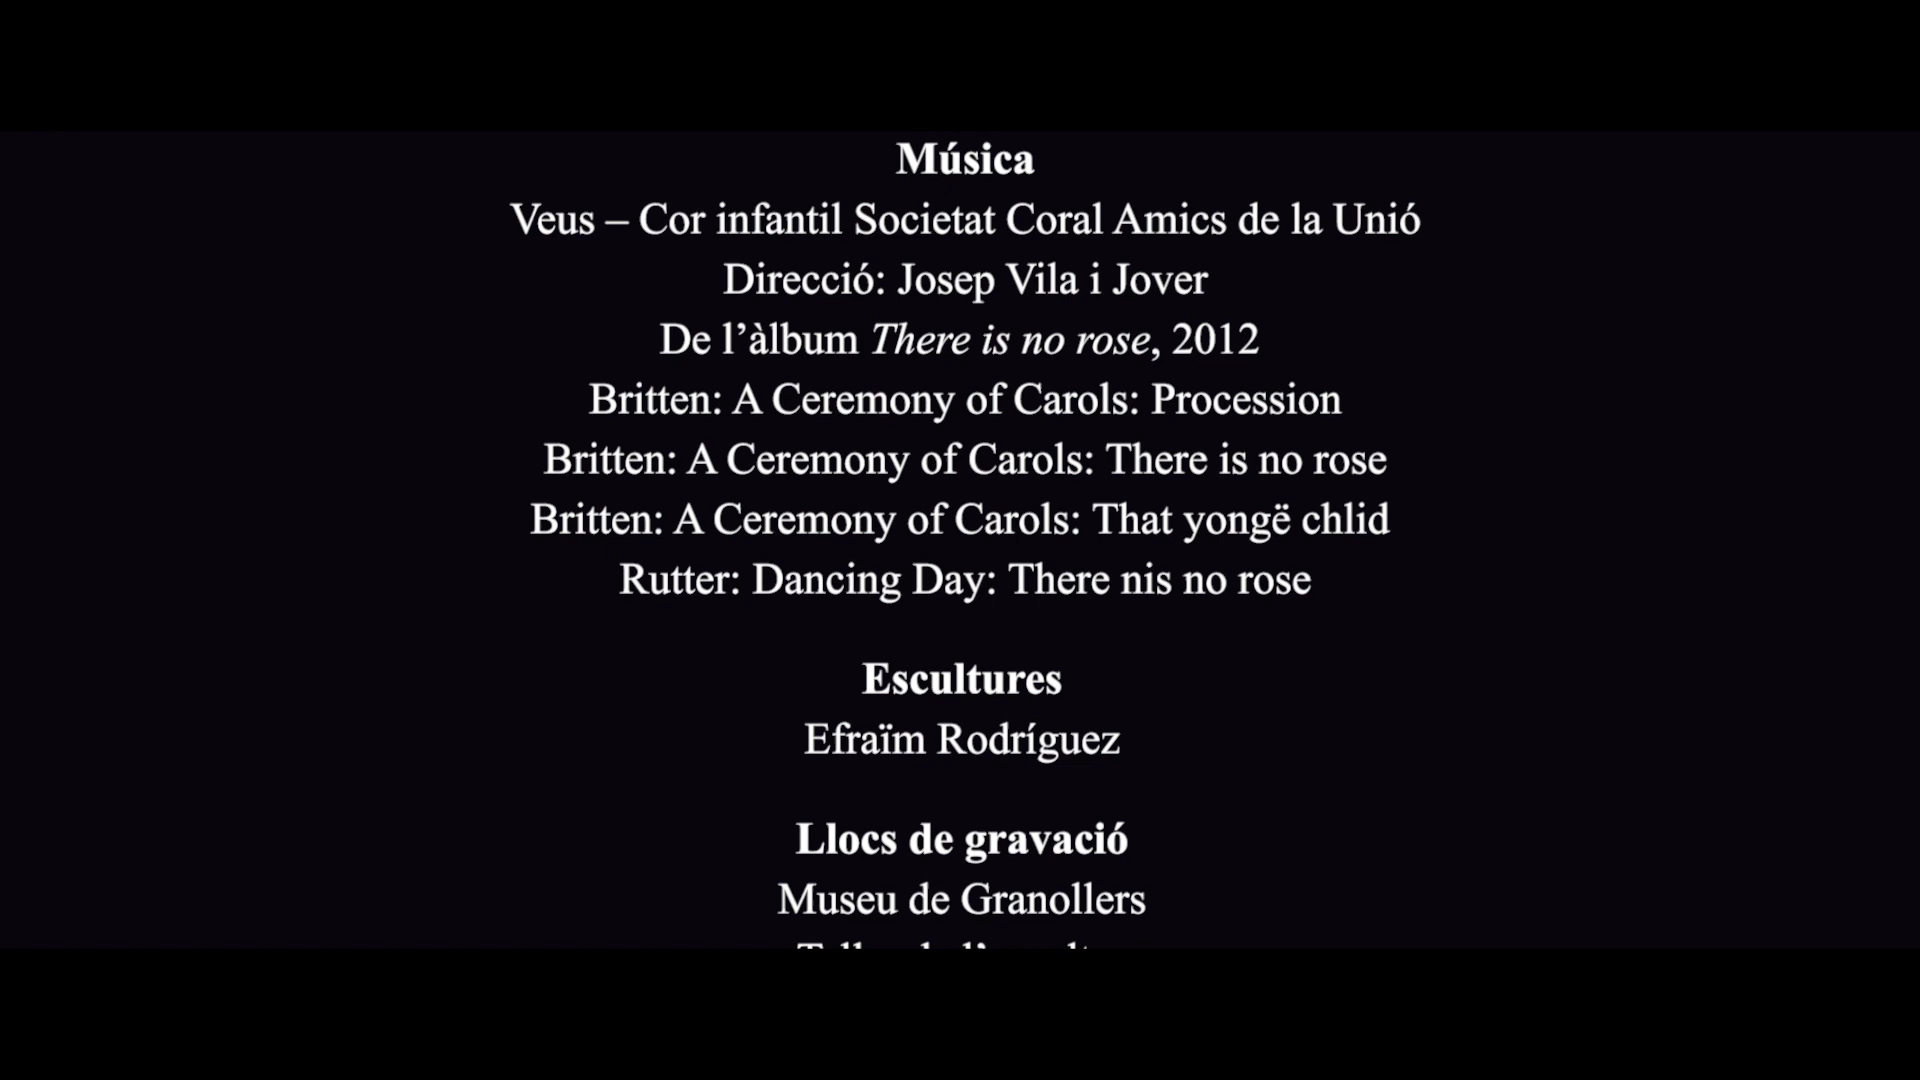 Música
Veus – Cor infantil Societat Coral Amics de la Unió
Direcció: Josep Vila i Jover
De l’àlbum There is no rose, 2012
Britten: A Ceremony of Carols: Procession
Britten: A Ceremony of Carols: There is no rose
Britten: A Ceremony of Carols: That yongë chlid
Rutter: Dancing Day: There nis no rose
Escultures
Efraïm Rodríguez
Llocs de gravació
Museu de Granollers